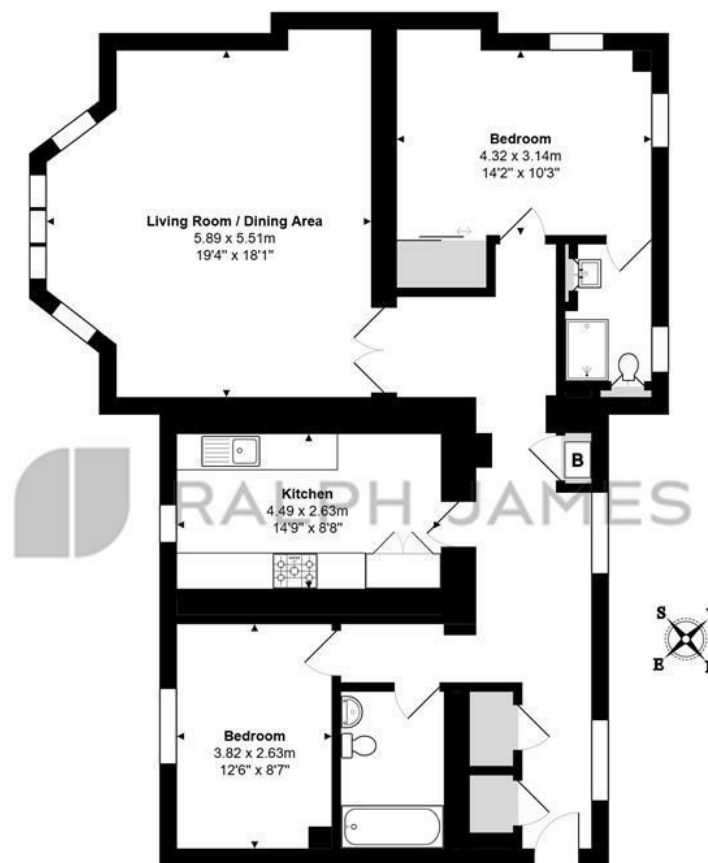 Bedroom
4.32 x 3.14m
14'2" x 10'3"
Living Room / Dining Area
5.89 x 5.51m
19'4" x 18'1"
B
Kitchen
4.49 x 2.63m
14'9" x 8'8"
RALPH JAMES
S
E
Bedroom
3.82 x 2.63m
12'6" x 8'7"